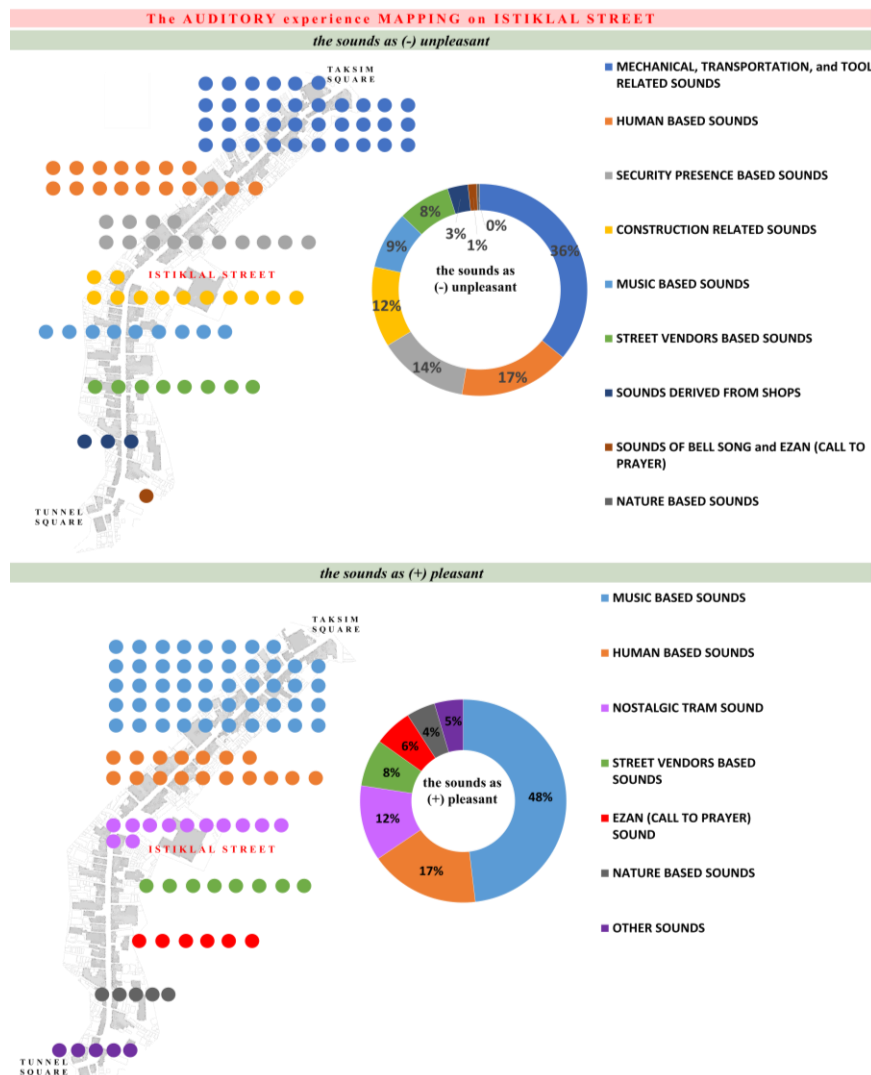 The AUDITORY experience MAPPING on ISTIKLAL STREET
the sounds as (-) unpleasant
TAKSIM
SQUARE
ISTIKLAL STREET
TUNNEL
SQUARE
36%
17%
14%
12%
9%
8%
3%
1%
0%
the sounds as
(-) unpleasant
MECHANICAL, TRANSPORTATION, and TOOL
RELATED SOUNDS
HUMAN BASED SOUNDS
SECURITY PRESENCE BASED SOUNDS
CONSTRUCTION RELATED SOUNDS
MUSIC BASED SOUNDS
STREET VENDORS BASED SOUNDS
SOUNDS DERIVED FROM SHOPS
SOUNDS OF BELL SONG and EZAN (CALL TO
PRAYER)
NATURE BASED SOUNDS
the sounds as (+) pleasant
TAKSIM
SQUARE
ISTIKLAL STREET
TUNNEL
SQUARE
48%
17%
12%
8%
6%
4%
5%
the sounds as
(+) pleasant
MUSIC BASED SOUNDS
HUMAN BASED SOUNDS
NOSTALGIC TRAM SOUND
STREET VENDORS BASED
SOUNDS
EZAN (CALL TO PRAYER)
SOUND
NATURE BASED SOUNDS
OTHER SOUNDS